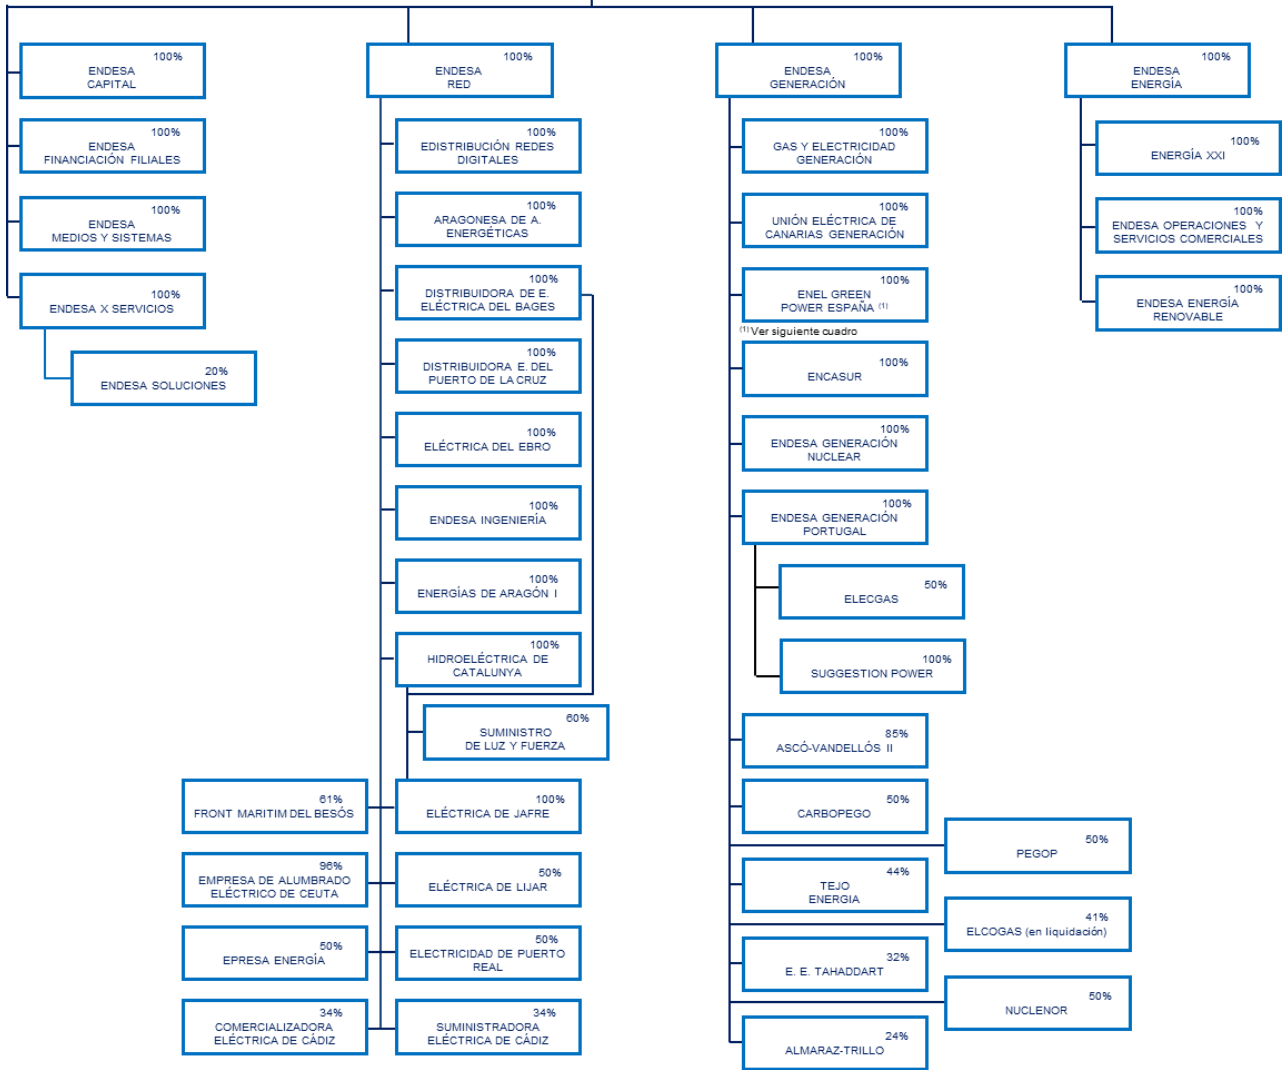 100%
ENDESA
CAPITAL
100%
ENDESA
FINANCIACIÓN FILIALES
100%
ENDESA
MEDIOS Y SISTEMAS
100%
ENDESA X SERVICIOS
20%
ENDESA SOLUCIONES
100%
ENDESA
RED
100%
EDISTRIBUCIÓN REDES
DIGITALES
100%
ARAGONESA DE A.
ENERGÉTICAS
100%
DISTRIBUIDORA DE E.
ELÉCTRICA DEL BAGES
100%
DISTRIBUIDORA E. DEL
PUERTO DE LA CRUZ
100%
ELÉCTRICA DEL EBRO
100%
ENDESA INGENIERÍA
100%
ENERGÍAS DE ARAGÓN I
100%
HIDROELÉCTRICA DE
CATALUNYA
60%
SUMINISTRO
DE LUZ Y FUERZA
61%
FRONT MARITIM DEL BESÓS
100%
ELÉCTRICA DE JAFRE
96%
EMPRESA DE ALUMBRADO
ELÉCTRICO DE CEUTA
50%
ELÉCTRICA DE LIJAR
50%
EPRESA ENERGÍA
50%
ELECTRICIDAD DE PUERTO
REAL
34%
COMERCIALIZADORA
ELÉCTRICA DE CÁDIZ
34%
SUMINISTRADORA
ELÉCTRICA DE CÁDIZ
100%
ENDESA
GENERACIÓN
100%
GAS Y ELECTRICIDAD
GENERACIÓN
100%
UNIÓN ELÉCTRICA DE
CANARIAS GENERACIÓN
100%
ENEL GREEN
POWER ESPAÑA (1)
(1) Ver siguiente cuadro
100%
ENCASUR
100%
ENDESA GENERACIÓN
NUCLEAR
100%
ENDESA GENERACIÓN
PORTUGAL
50%
ELECGAS
100%
SUGGESTION POWER
85%
ASCÓ-VANDELLÓS II
50%
CARBOPEGO
50%
PEGOP
44%
TEJO
ENERGIA
41%
ELCOGAS (en liquidación)
32%
E. E. TAHADDART
50%
NUCLENOR
24%
ALMARAZ-TRILLO
100%
ENDESA
ENERGÍA
100%
ENERGÍA XXI
100%
ENDESA OPERACIONES Y
SERVICIOS COMERCIALES
100%
ENDESA ENERGÍA
RENOVABLE